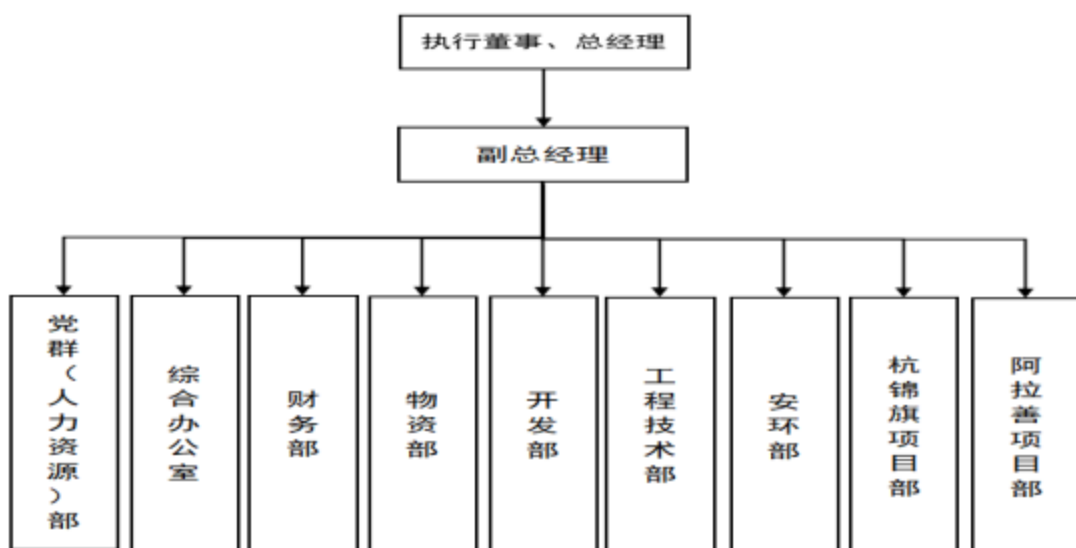 执行董事、总经理
副总经理
党群（人力资源）部
综合办公室
财务部
物资部
开发部
工程技术部
安环部
杭锦旗项目部
阿拉善项目部